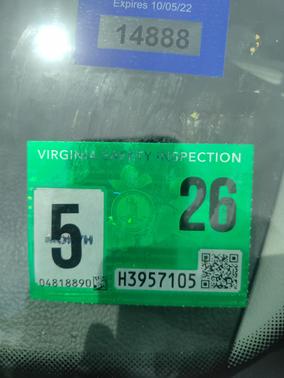 Expires 10/05/22
14888
VIRGINIA SAFETY INSPECTION
5 26
MONTH
04818890 H3957105